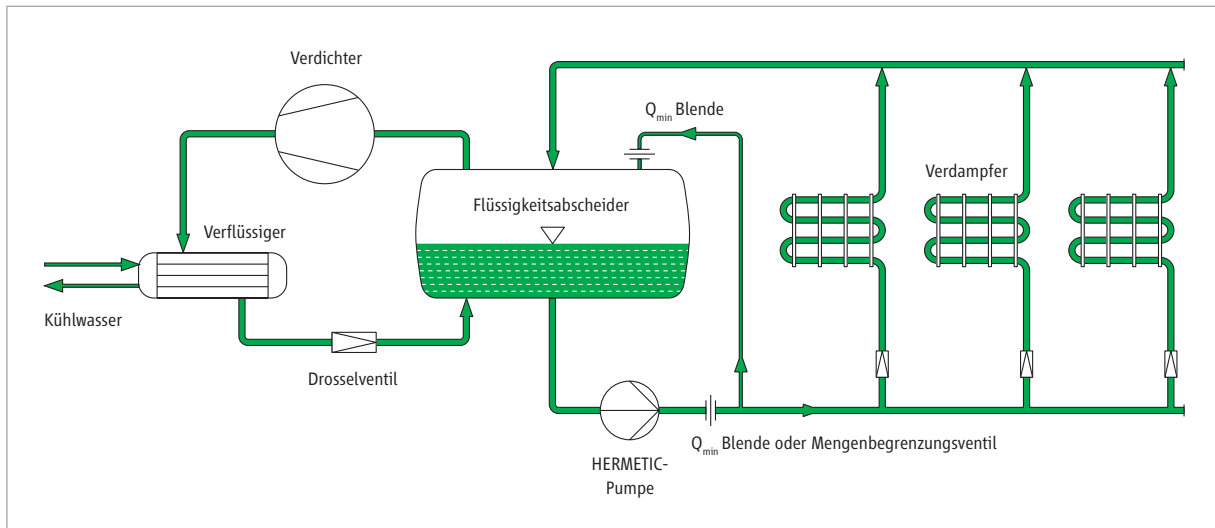 Verdichter
Q_min Blende
Verdampfer
Flüssigkeitsabscheider
Verflüssiger
Kühlwasser
Drosselventil
Q_min Blende oder Mengenbegrenzungsventil
HERMETIC-
Pumpe